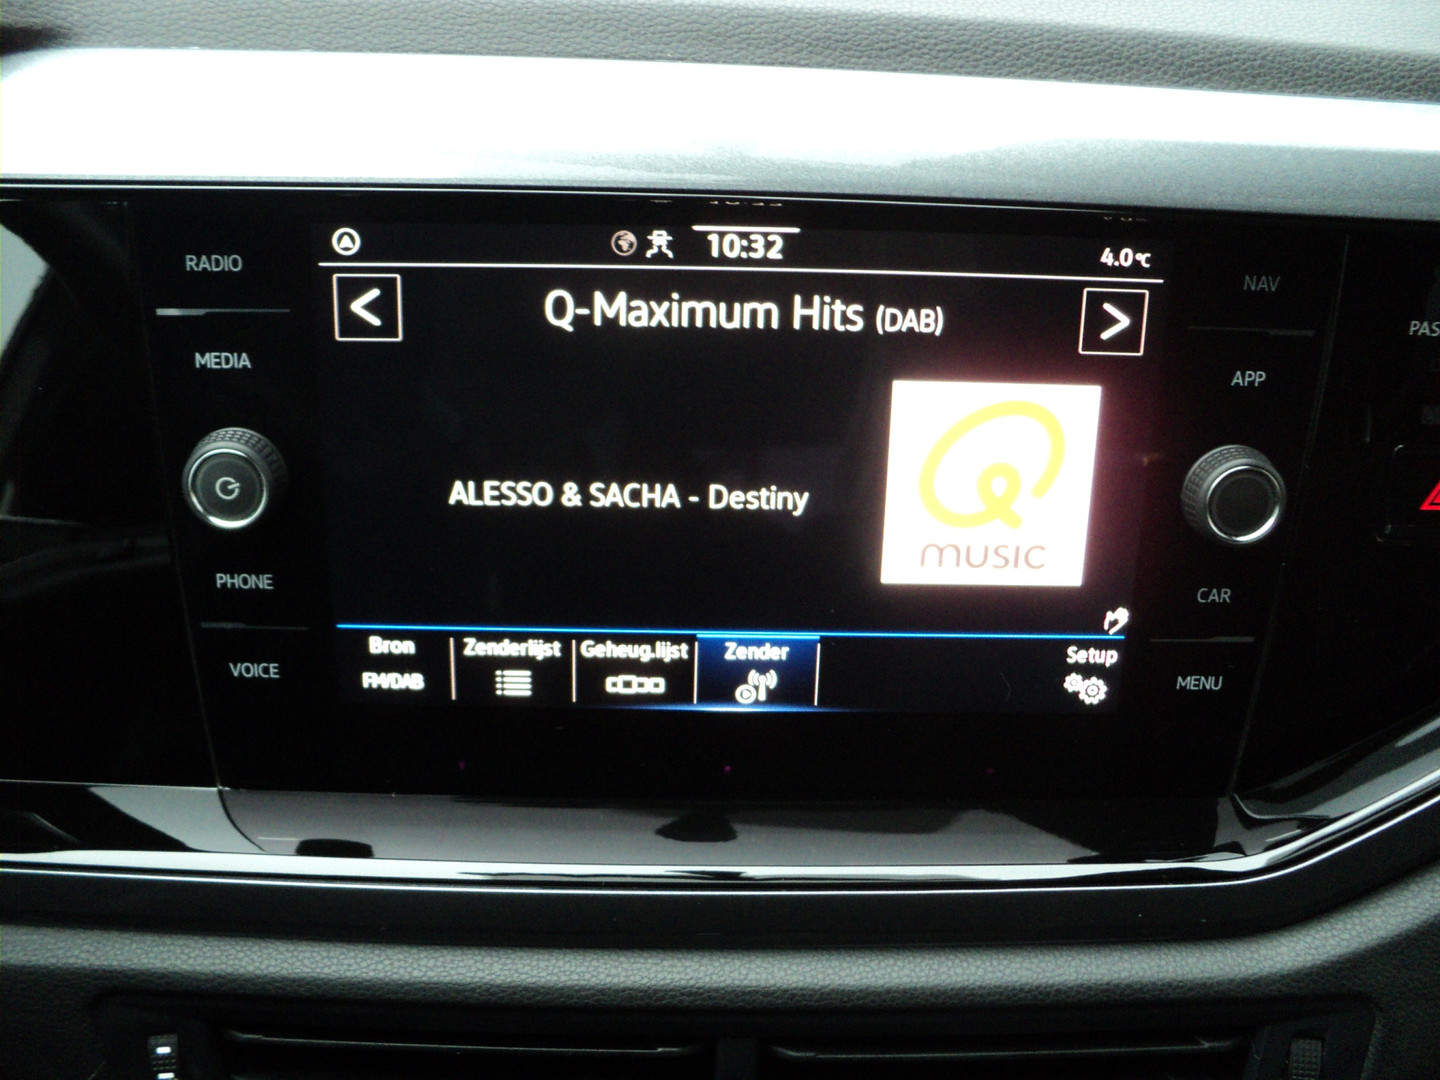 10:32
4.0°C
RADIO
MEDIA
PHONE
VOICE
<
Q-Maximum Hits (DAB)
>
ALESSO & SACHA - Destiny
Q
MUSIC
Bron
FM/DAB
Zenderlijst
Geheug.lijst
Zender
Setup
NAV
APP
CAR
MENU
PAS